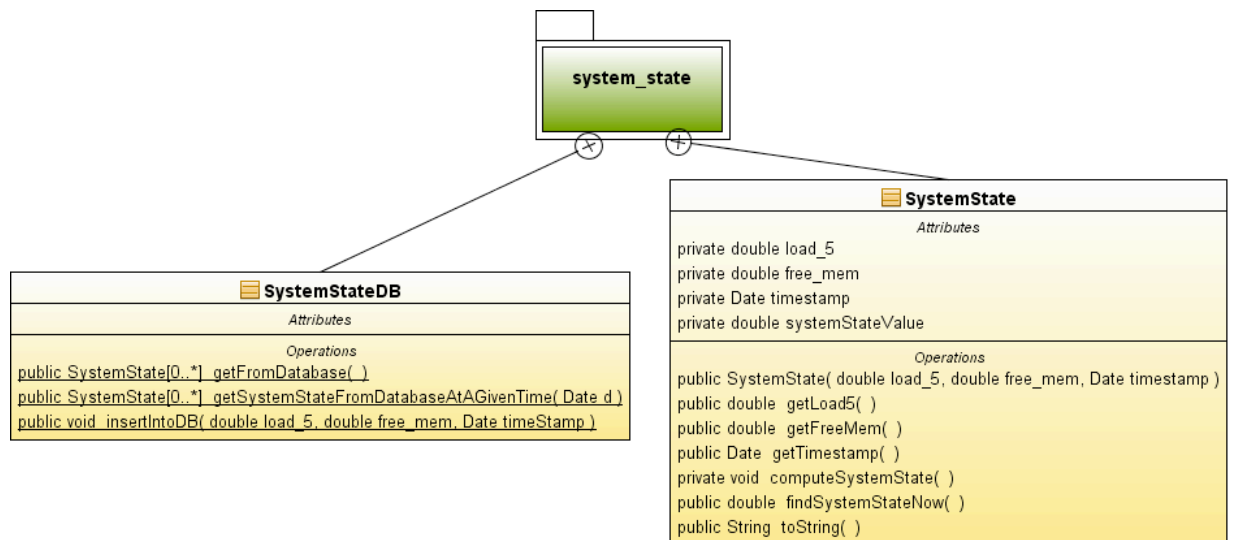 system_state
SystemStateDB
Attributes
Operations
public SystemState[0..*] getFromDatabase( )
public SystemState[0..*] getSystemStateFromDatabaseAtAGivenTime( Date d )
public void insertIntoDB( double load_5, double free_mem, Date timeStamp )
SystemState
Attributes
private double load_5
private double free_mem
private Date timestamp
private double systemStateValue
Operations
public SystemState( double load_5, double free_mem, Date timestamp )
public double getLoad5( )
public double getFreeMem( )
public Date getTimestamp( )
private void computeSystemState( )
public double findSystemStateNow( )
public String toString( )